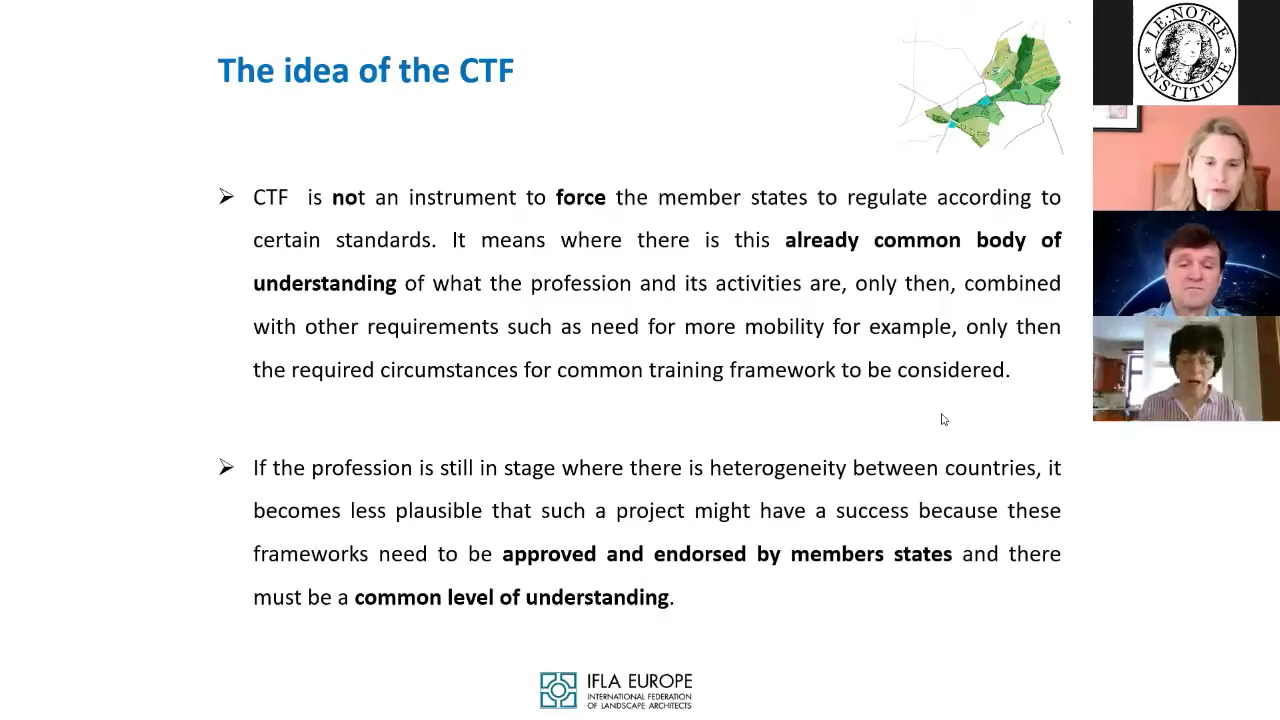 The idea of the CTF
LE:NOTRE
INSTITUTE
➢ CTF is not an instrument to force the member states to regulate according to
certain standards. It means where there is this already common body of
understanding of what the profession and its activities are, only then, combined
with other requirements such as need for more mobility for example, only then
the required circumstances for common training framework to be considered.
➢ If the profession is still in stage where there is heterogeneity between countries, it
becomes less plausible that such a project might have a success because these
frameworks need to be approved and endorsed by members states and there
must be a common level of understanding.
IFLA EUROPE
INTERNATIONAL FEDERATION
OF LANDSCAPE ARCHITECTS